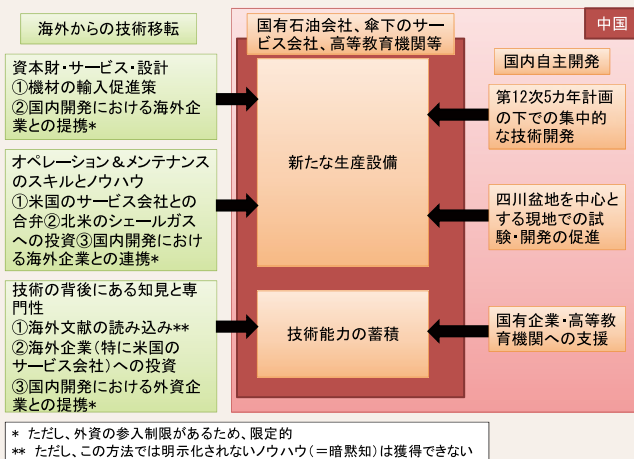 海外からの技術移転
資本財・サービス・設計
①機材の輸入促進策
②国内開発における海外企
業との提携*
オペレーション＆メンテナンス
のスキルとノウハウ
①米国のサービス会社との
合弁②北米のシェールガス
への投資③国内開発におけ
る海外企業との連携*
技術の背後にある知見と専
門性
①海外文献の読み込み**
②海外企業(特に米国の
サービス会社)への投資
③国内開発における外資企
業との提携*
国有石油会社、傘下のサー
ビス会社、高等教育機関等
新たな生産設備
技術能力の蓄積
中国
国内自主開発
第12次5カ年計画
の下での集中的
な技術開発
四川盆地を中心と
する現地での試
験・開発の促進
国有企業・高等教
育機関への支援
* ただし、外資の参入制限があるため、限定的
** ただし、この方法では明示化されないノウハウ(=暗黙知)は獲得できない